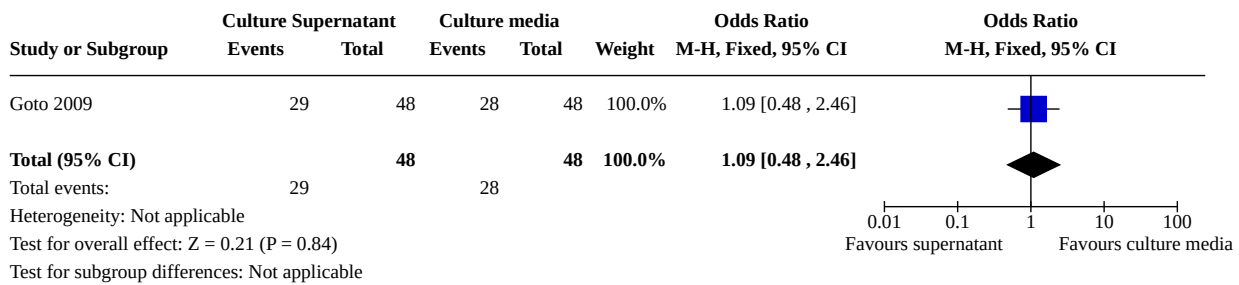 Culture Supernatant Culture media Odds Ratio Odds Ratio
Study or Subgroup Events Total Events Total Weight M-H, Fixed, 95% CI M-H, Fixed, 95% CI
Goto 2009 29 48 28 48 100.0% 1.09 [0.48 , 2.46]
Total (95% CI) 48 48 100.0% 1.09 [0.48 , 2.46]
Total events: 29 28
Heterogeneity: Not applicable
0.01 0.1 1 10 100
Test for overall effect: Z = 0.21 (P = 0.84) Favours supernatant Favours culture media
Test for subgroup differences: Not applicable